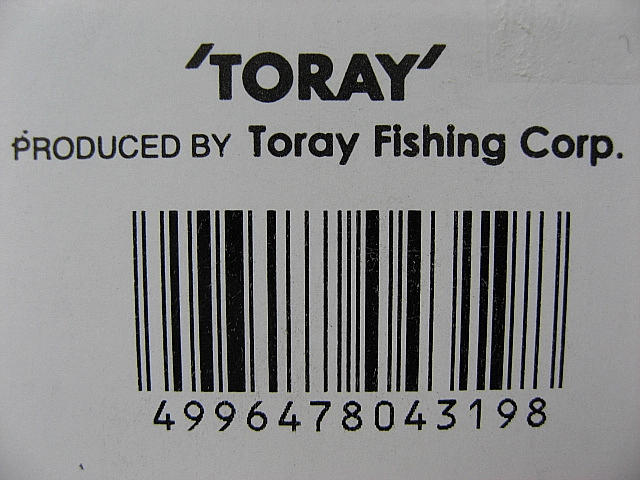 'TORAY'
PRODUCED BY Toray Fishing Corp.
4996478043198